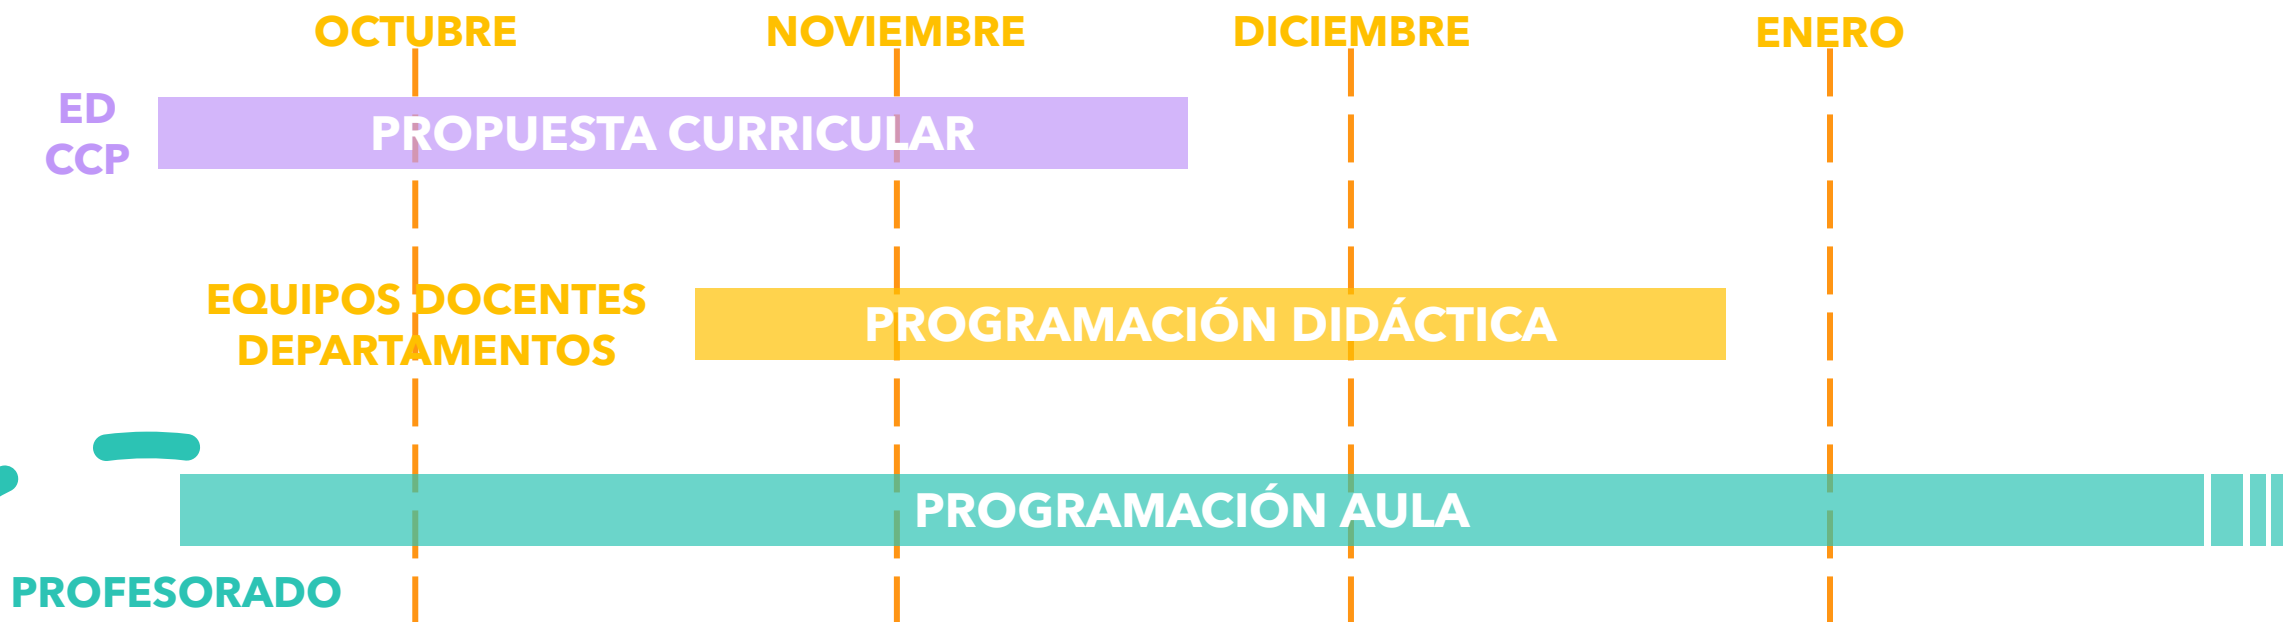 OCTUBRE
NOVIEMBRE
DICIEMBRE
ENERO
ED
CCP
PROPUESTA CURRICULAR
EQUIPOS DOCENTES
DEPARTAMENTOS
PROGRAMACIÓN DIDÁCTICA
PROGRAMACIÓN AULA
PROFESORADO